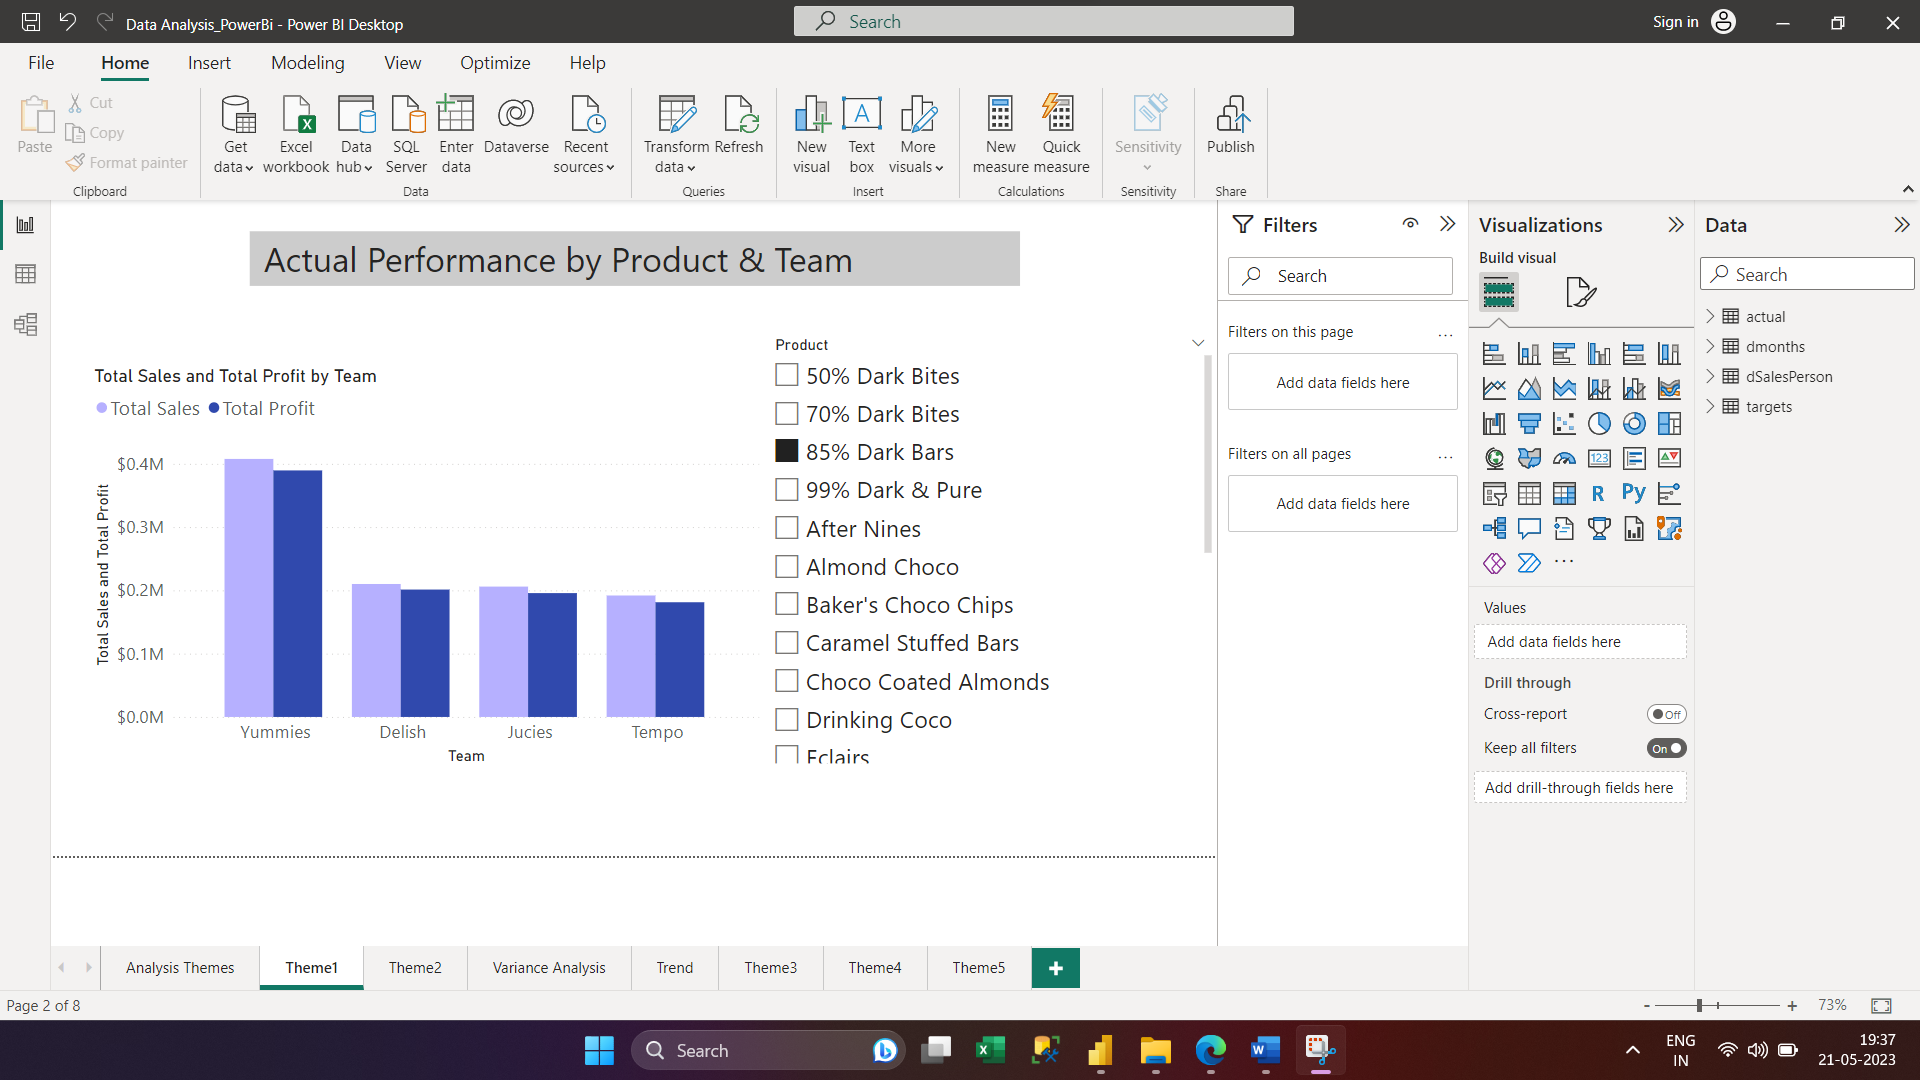 Data Analysis_PowerBi - Power BI Desktop
Search
Sign in
File Home Insert Modeling View Optimize Help
Paste
Cut
Copy
Format painter
Clipboard
Get data
Excel workbook
Data hub
SQL Server
Enter data
Dataverse
Recent sources
Data
Transform data
Refresh
Queries
New visual
Text box
More visuals
Insert
New measure
Quick measure
Calculations
Sensitivity
Sensitivity
Publish
Share
Actual Performance by Product & Team
Total Sales and Total Profit by Team
Total Sales Total Profit
Total Sales and Total Profit
$0.4M
$0.3M
$0.2M
$0.1M
$0.0M
Yummies Delish Jucies Tempo
Team
Product
50% Dark Bites
70% Dark Bites
85% Dark Bars
99% Dark & Pure
After Nines
Almond Choco
Baker's Choco Chips
Caramel Stuffed Bars
Choco Coated Almonds
Drinking Coco
Eclairs
Filters
Search
Filters on this page ...
Add data fields here
Filters on all pages ...
Add data fields here
Visualizations
Build visual
123
R
Py
...
Values
Add data fields here
Drill through
Cross-report Off
Keep all filters On
Add drill-through fields here
Data
Search
actual
dmonths
dSalesPerson
targets
Analysis Themes Theme1 Theme2 Variance Analysis Trend Theme3 Theme4 Theme5 +
Page 2 of 8
- + 73%
Search
ENG
IN
19:37
21-05-2023